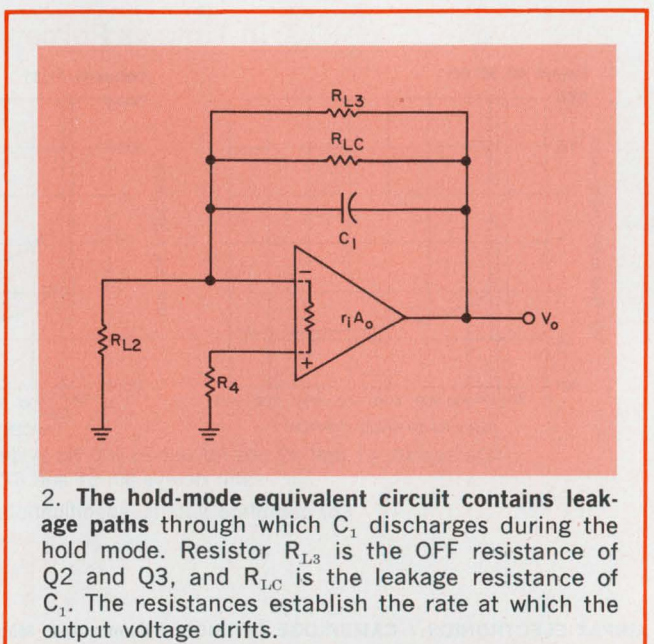 R_L3
R_LC
C_1
−
r_i A_o
V_o
R_L2
+
R_4
2. The hold-mode equivalent circuit contains leak-
age paths through which C_1 discharges during the
hold mode. Resistor R_L3 is the OFF resistance of
Q2 and Q3, and R_LC is the leakage resistance of
C_1. The resistances establish the rate at which the
output voltage drifts.